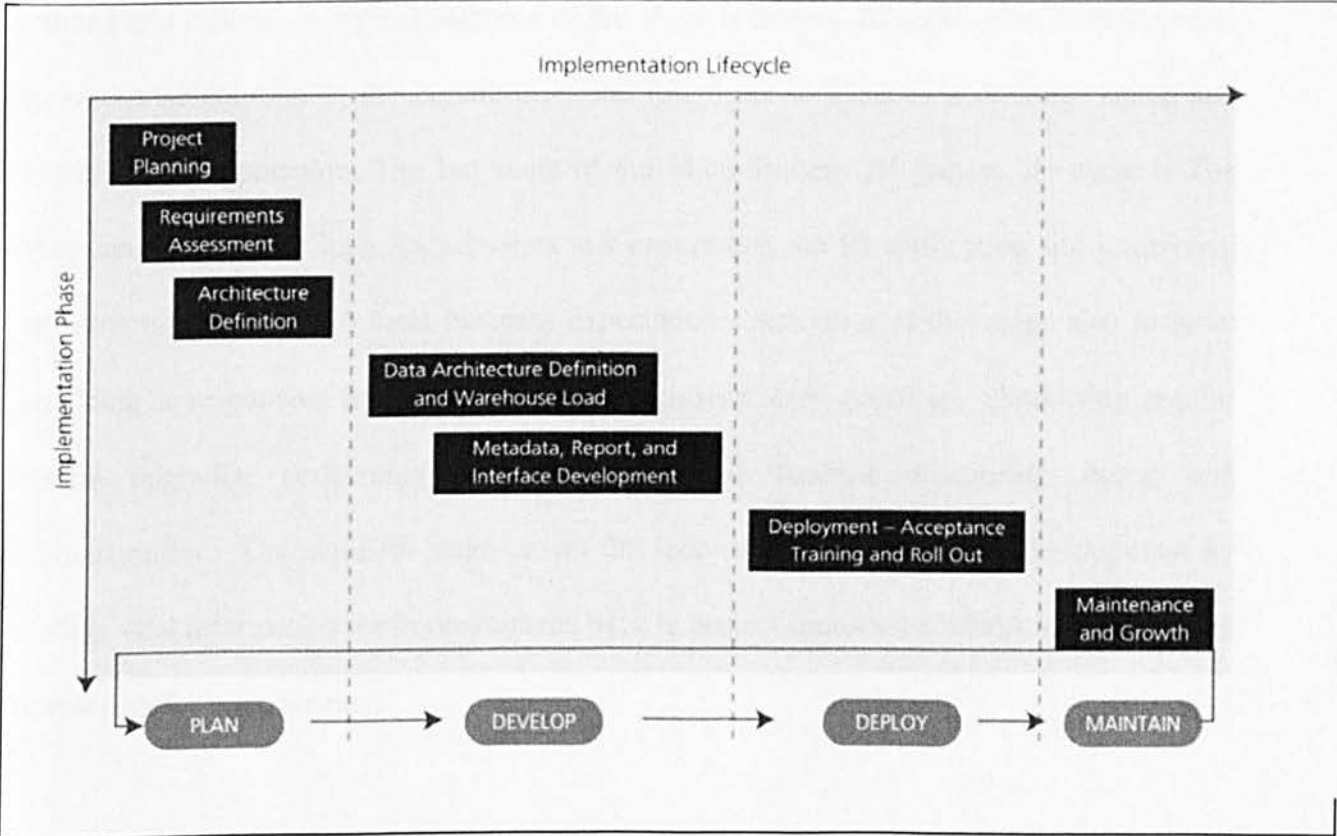 Implementation Lifecycle
Implementation Phase
Project
Planning
Requirements
Assessment
Architecture
Definition
Data Architecture Definition
and Warehouse Load
Metadata, Report, and
Interface Development
Deployment – Acceptance
Training and Roll Out
Maintenance
and Growth
PLAN
DEVELOP
DEPLOY
MAINTAIN